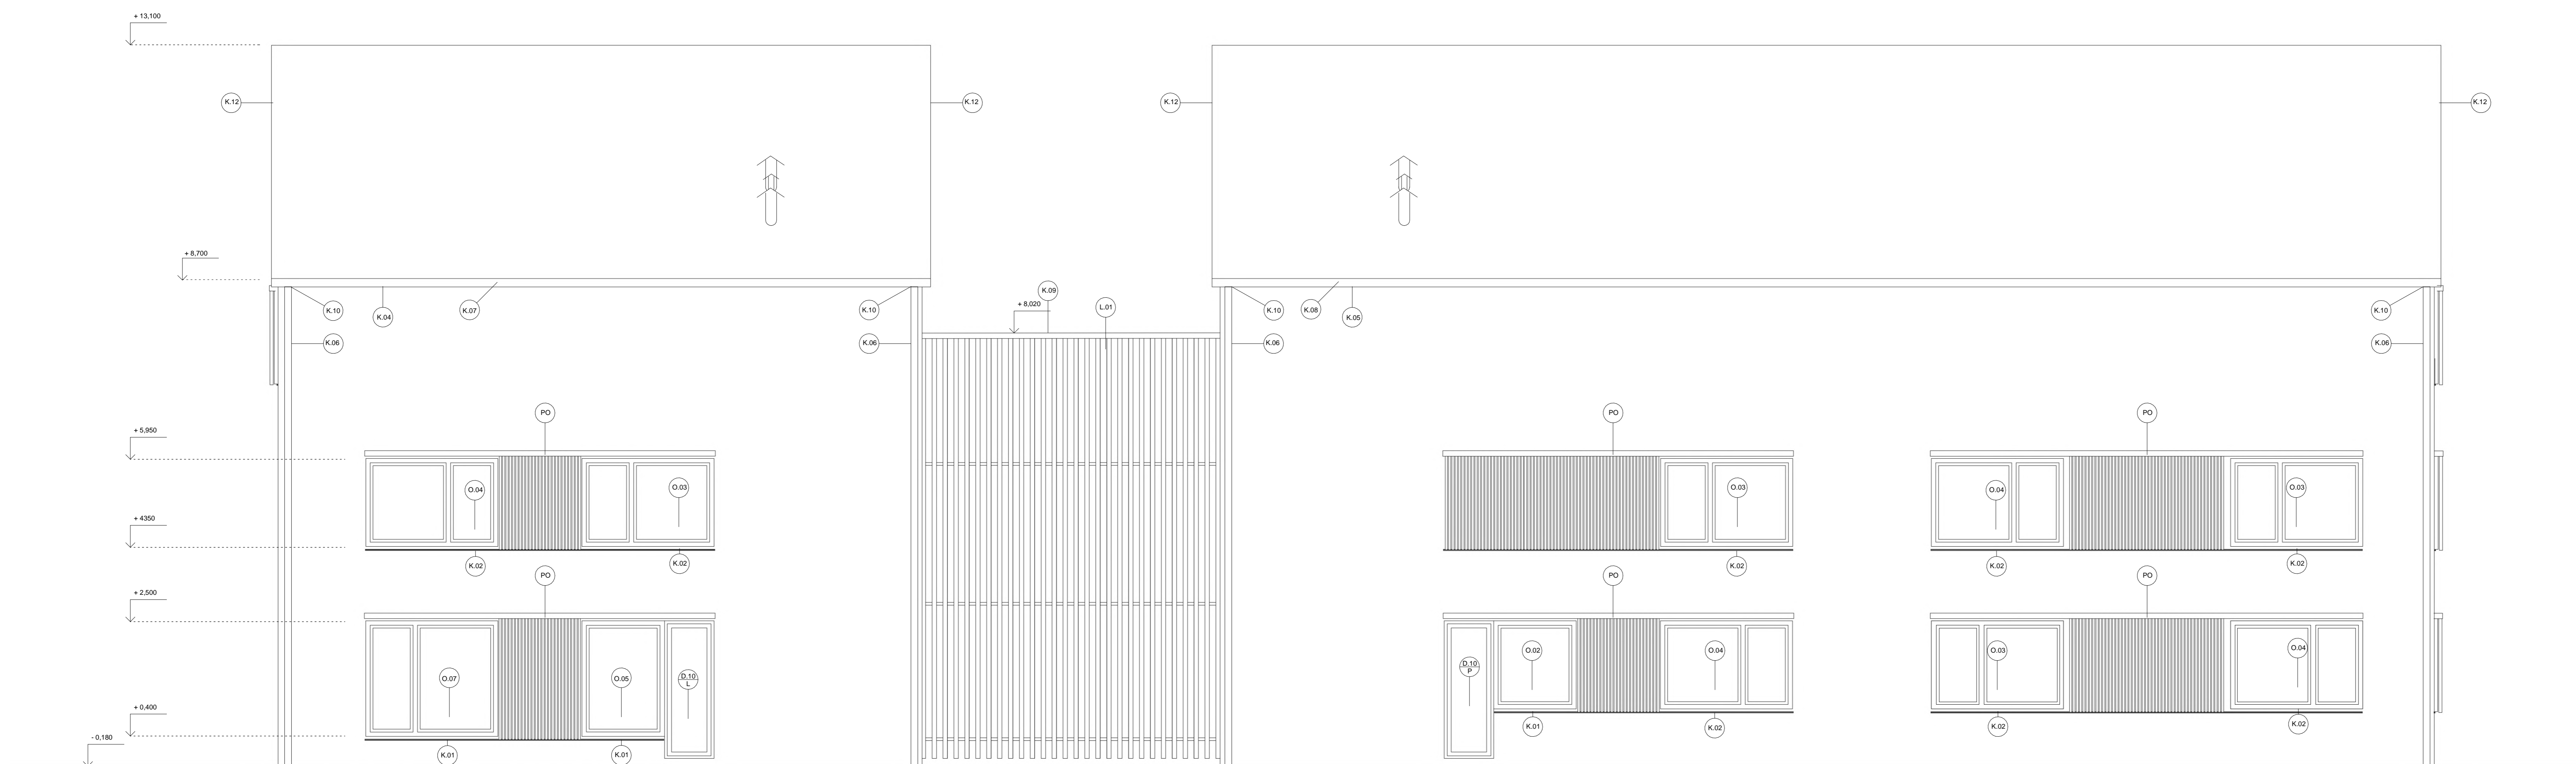 + 13,100
K.12
K.12
K.12
K.12
+ 8,700
K.10
K.04
K.07
K.10
+ 8,020
K.09
L.01
K.10
K.08
K.05
K.10
K.06
K.06
K.06
K.06
PO
PO
PO
+ 5,950
O.04
O.03
O.03
O.04
O.03
+ 4350
K.02
K.02
K.02
K.02
K.02
PO
PO
PO
+ 2,500
O.07
O.05
D.10
L
D.10
P
O.02
O.04
O.03
O.04
+ 0,400
K.01
K.01
K.01
K.02
K.02
K.02
- 0,180